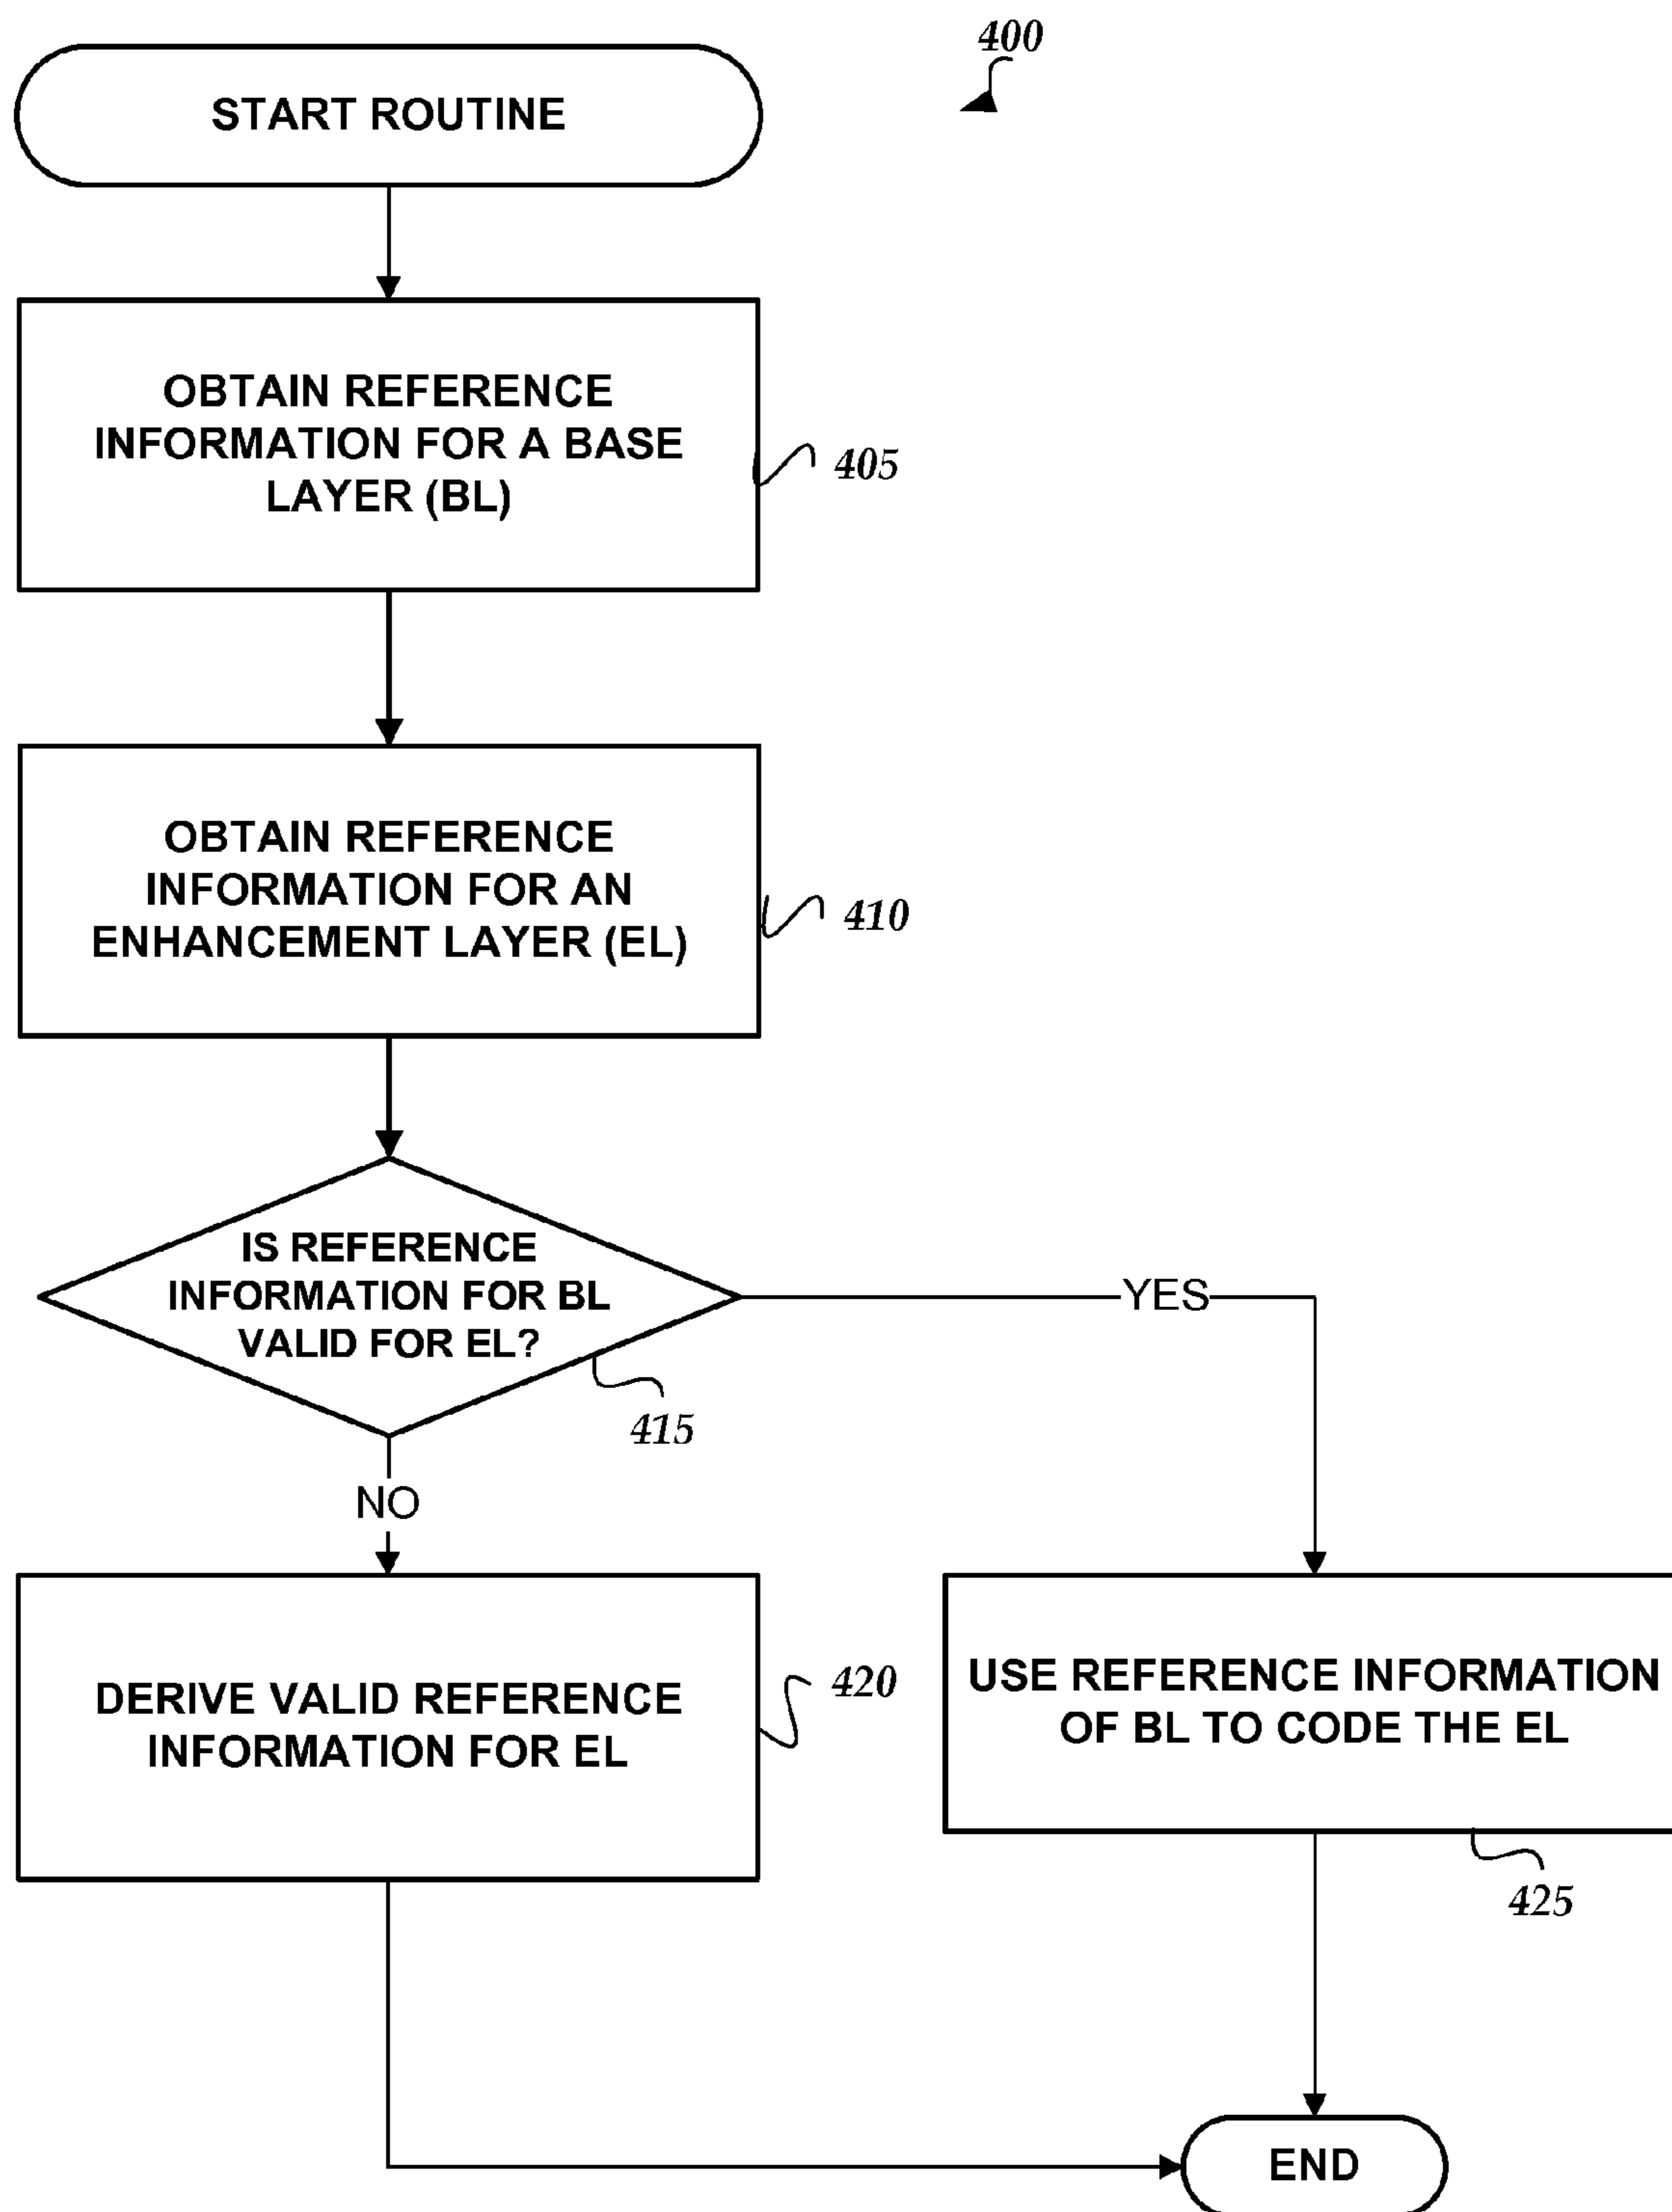 400
START ROUTINE
OBTAIN REFERENCE
INFORMATION FOR A BASE
LAYER (BL)
405
OBTAIN REFERENCE
INFORMATION FOR AN
ENHANCEMENT LAYER (EL)
410
IS REFERENCE
INFORMATION FOR BL
VALID FOR EL?
415
YES
NO
DERIVE VALID REFERENCE
INFORMATION FOR EL
420
USE REFERENCE INFORMATION
OF BL TO CODE THE EL
425
END